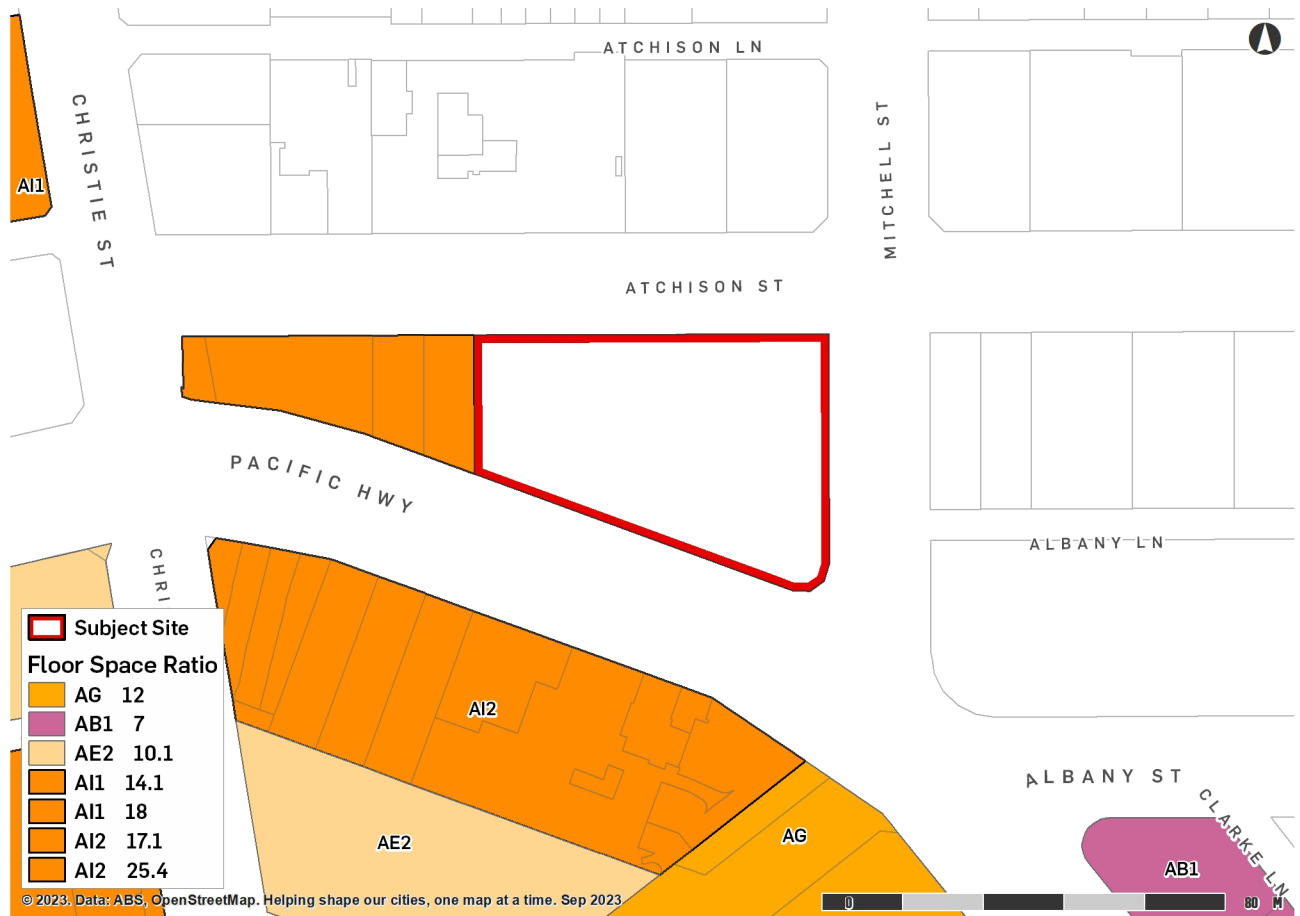 ATCHISON LN
CHRISTIE ST
MITCHELL ST
AI1
ATCHISON ST
PACIFIC HWY
ALBANY LN
CHRI
Subject Site
Floor Space Ratio
AG 12
AB1 7
AE2 10.1
AI1 14.1
AI1 18
AI2 17.1
AI2 25.4
AI2
AE2
AG
ALBANY ST
CLARKE LN
AB1
© 2023. Data: ABS, OpenStreetMap. Helping shape our cities, one map at a time. Sep 2023
0 80 M